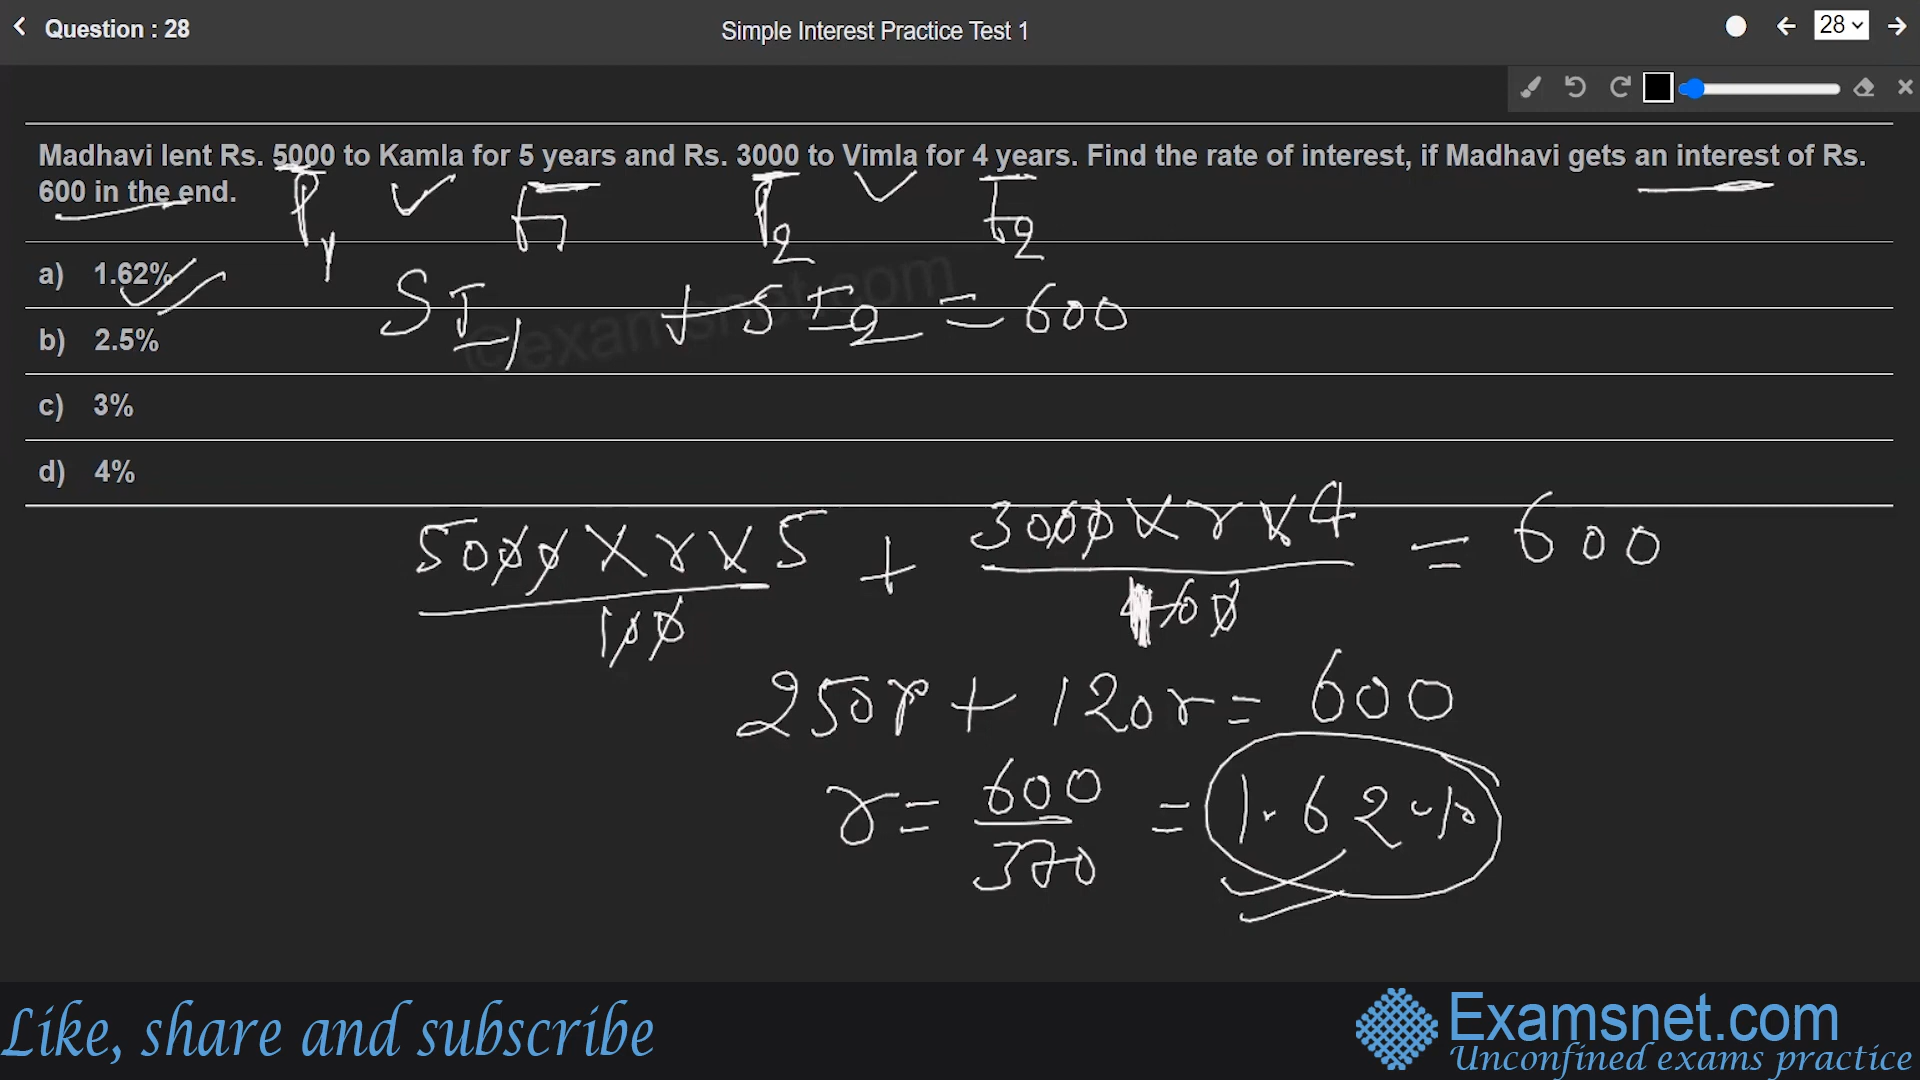 Question : 28
Simple Interest Practice Test 1
28
Madhavi lent Rs. 5000 to Kamla for 5 years and Rs. 3000 to Vimla for 4 years. Find the rate of interest, if Madhavi gets an interest of Rs.
600 in the end.
P1 T1 P2 T2
a) 1.62%
SI1 + SI2 = 600
©examsnet.com
b) 2.5%
c) 3%
d) 4%
5000 X r x 5 + 3000 X r x 4 = 600
100 100
250r + 120r = 600
r = 600 = 1.62%
370
Like, share and subscribe
Examsnet.com
Unconfined exams practice